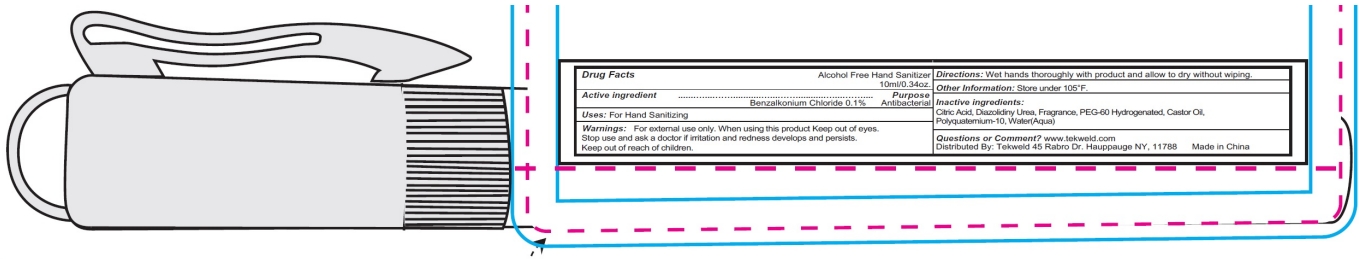 Drug Facts
Alcohol Free Hand Sanitizer
10ml/0.34oz.
Active ingredient ........................................................................ Purpose
Benzalkonium Chloride 0.1% Antibacterial
Uses: For Hand Sanitizing
Warnings: For external use only. When using this product Keep out of eyes.
Stop use and ask a doctor if irritation and redness develops and persists.
Keep out of reach of children.
Directions: Wet hands thoroughly with product and allow to dry without wiping.
Other Information: Store under 105°F.
Inactive ingredients:
Citric Acid, Diazolidiny Urea, Fragrance, PEG-60 Hydrogenated, Castor Oil,
Polyquaternium-10, Water(Aqua)
Questions or Comment? www.tekweld.com
Distributed By: Tekweld 45 Rabro Dr. Hauppauge NY, 11788 Made in China